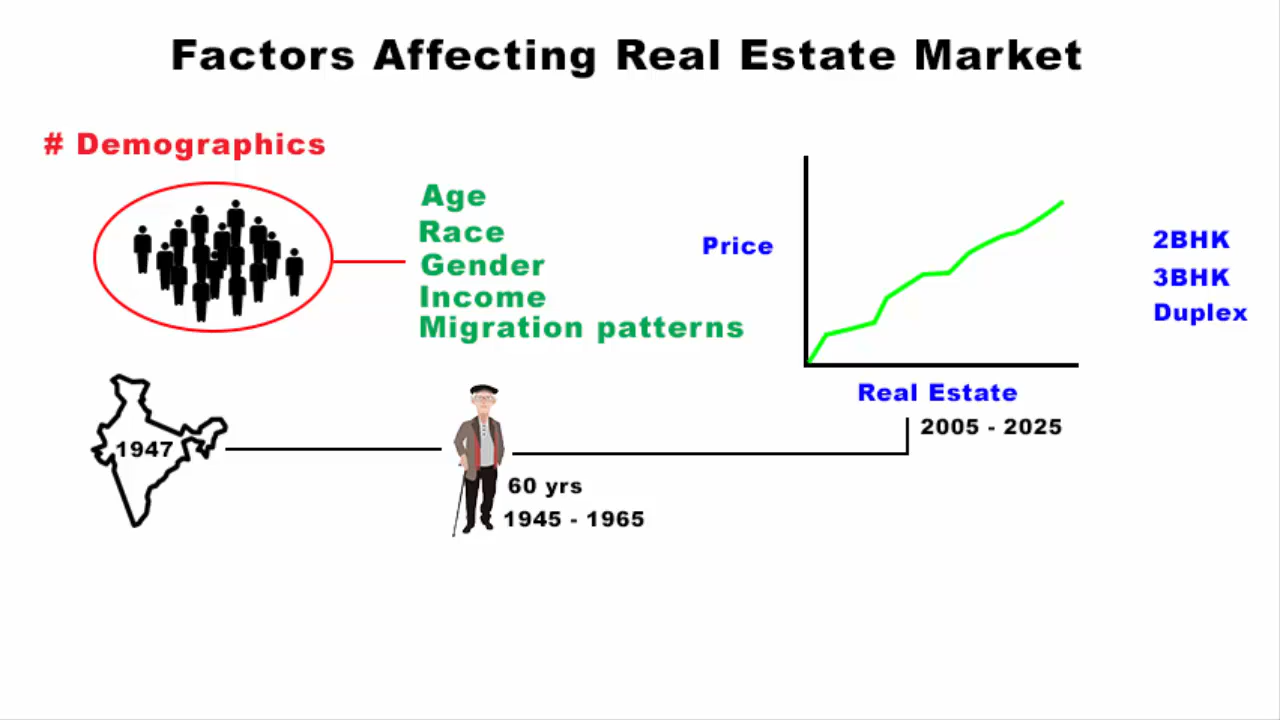 Factors Affecting Real Estate Market
# Demographics
Age
Race
Gender
Income
Migration patterns
Price
2BHK
3BHK
Duplex
Real Estate
2005 - 2025
1947
60 yrs
1945 - 1965